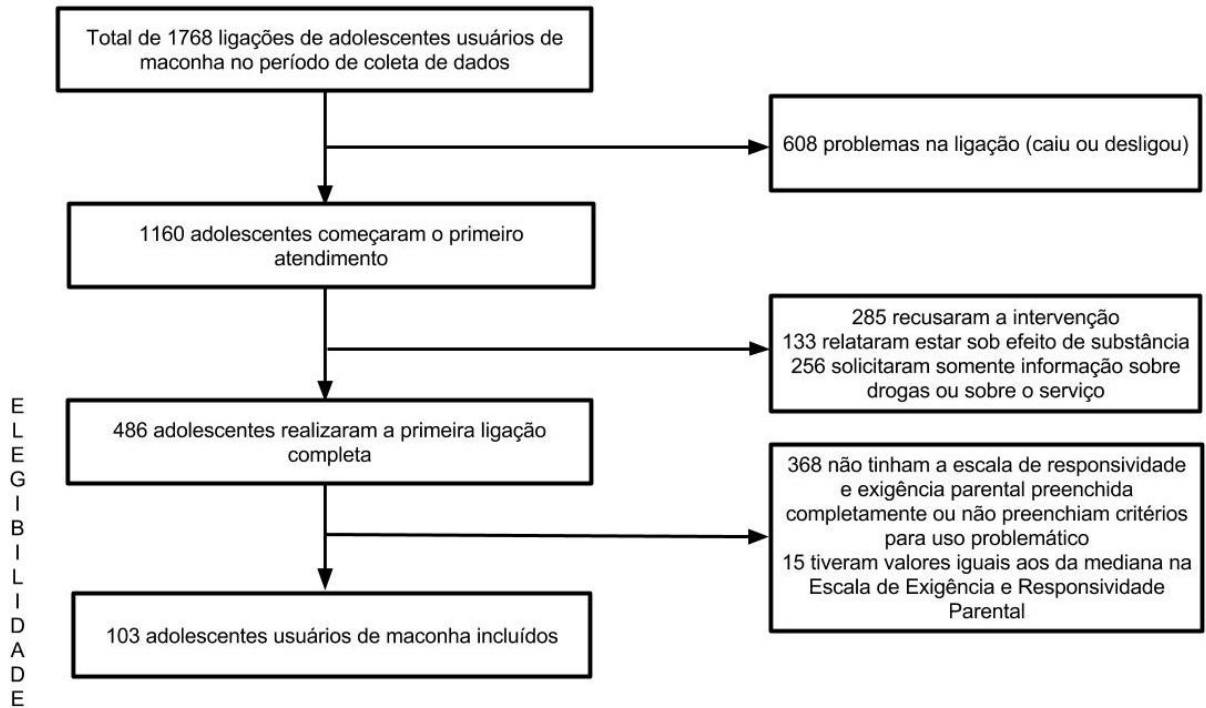 Total de 1768 ligações de adolescentes usuários de
maconha no período de coleta de dados
608 problemas na ligação (caiu ou desligou)
1160 adolescentes começaram o primeiro
atendimento
285 recusaram a intervenção
133 relataram estar sob efeito de substância
256 solicitaram somente informação sobre
drogas ou sobre o serviço
486 adolescentes realizaram a primeira ligação
completa
368 não tinham a escala de responsividade
e exigência parental preenchida
completamente ou não preenchiam critérios
para uso problemático
15 tiveram valores iguais aos da mediana na
Escala de Exigência e Responsividade
Parental
103 adolescentes usuários de maconha incluídos
E
L
E
G
I
B
I
L
I
D
A
D
E